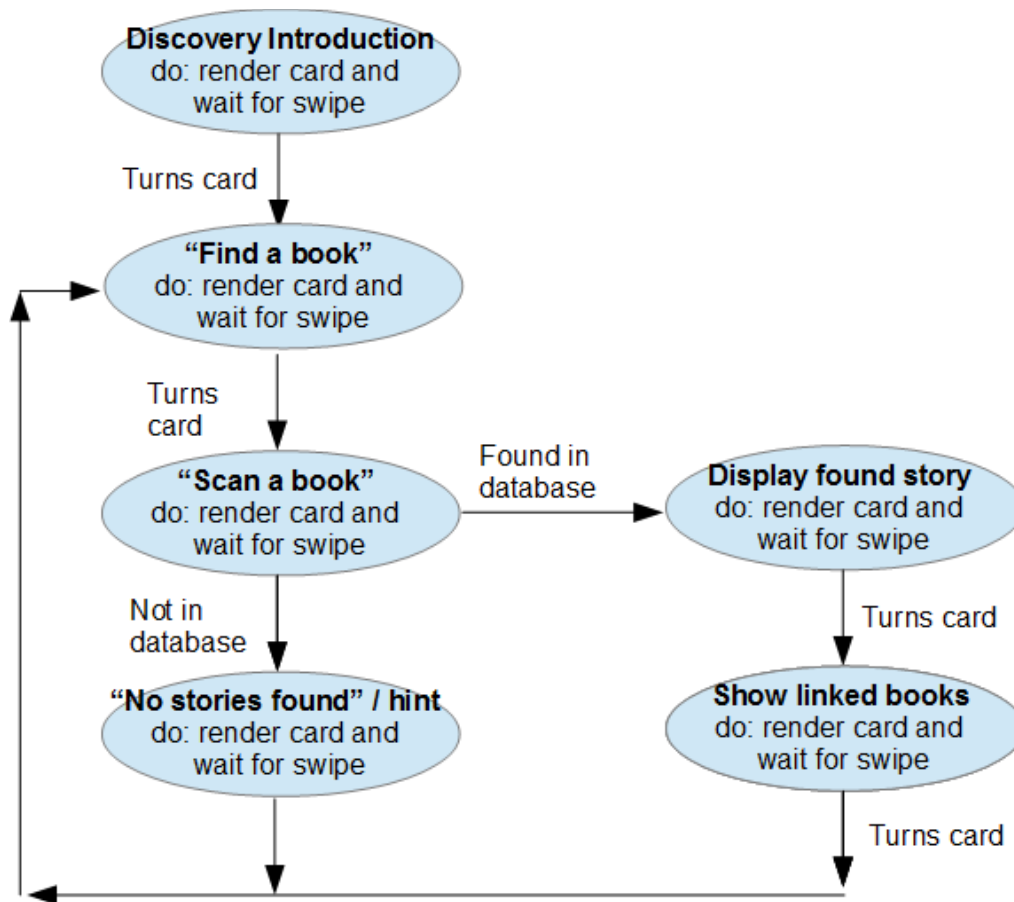 Discovery Introduction
do: render card and
wait for swipe
Turns card
“Find a book”
do: render card and
wait for swipe
Turns
card
“Scan a book”
do: render card and
wait for swipe
Found in
database
Display found story
do: render card and
wait for swipe
Not in
database
Turns card
“No stories found” / hint
do: render card and
wait for swipe
Show linked books
do: render card and
wait for swipe
Turns card